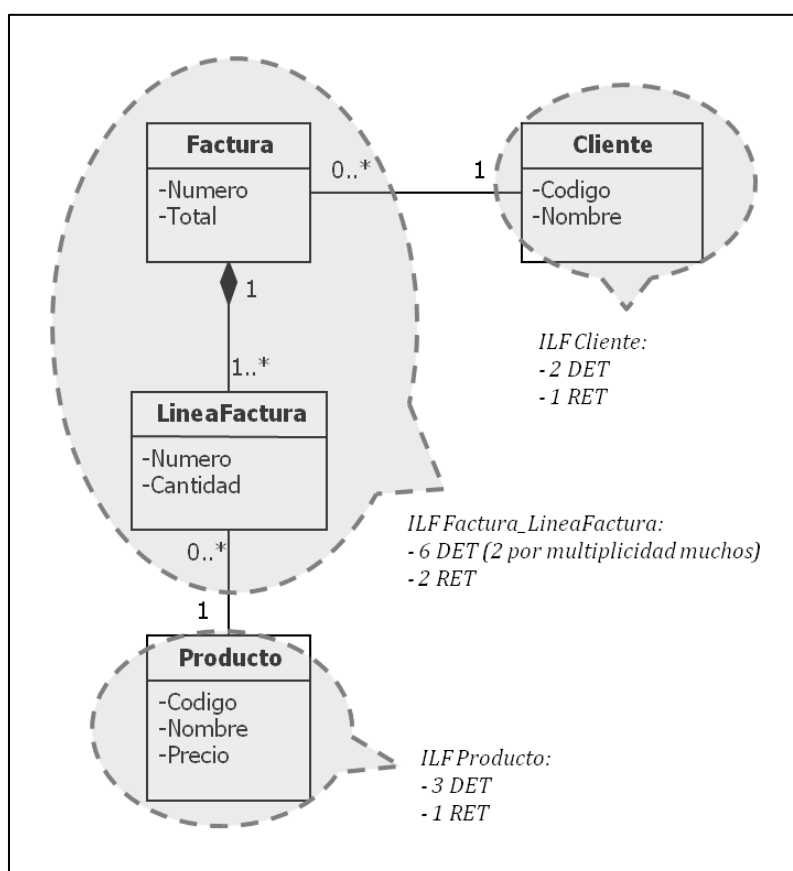 Factura
-Numero
-Total
0..*
1
Cliente
-Codigo
-Nombre
1
1..*
ILF Cliente:
- 2 DET
- 1 RET
LineaFactura
-Numero
-Cantidad
0..*
ILF Factura_LineaFactura:
- 6 DET (2 por multiplicidad muchos)
- 2 RET
1
Producto
-Codigo
-Nombre
-Precio
ILF Producto:
- 3 DET
- 1 RET